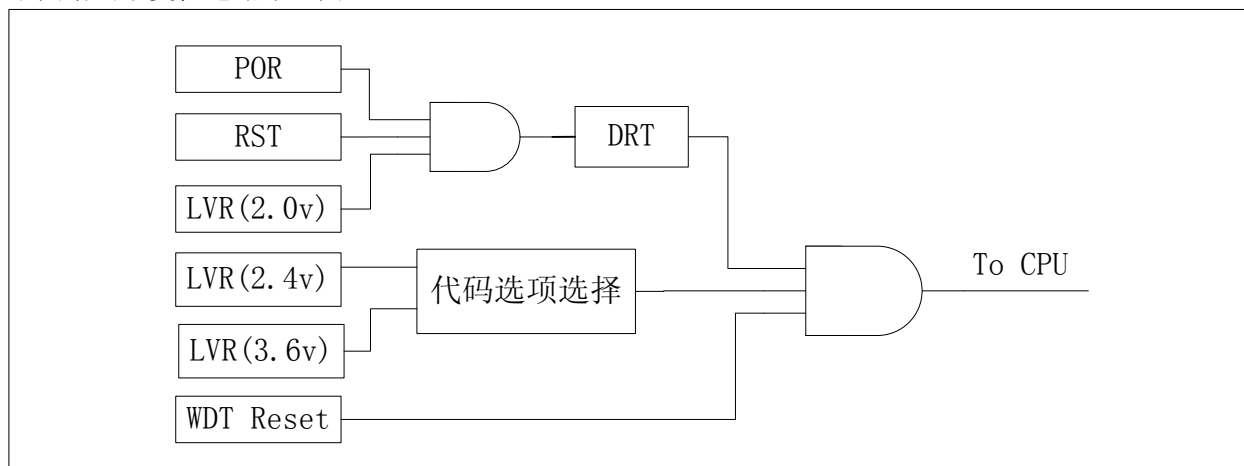 POR
RST
DRT
LVR(2.0v)
LVR(2.4v)
代码选项选择
To CPU
LVR(3.6v)
WDT Reset